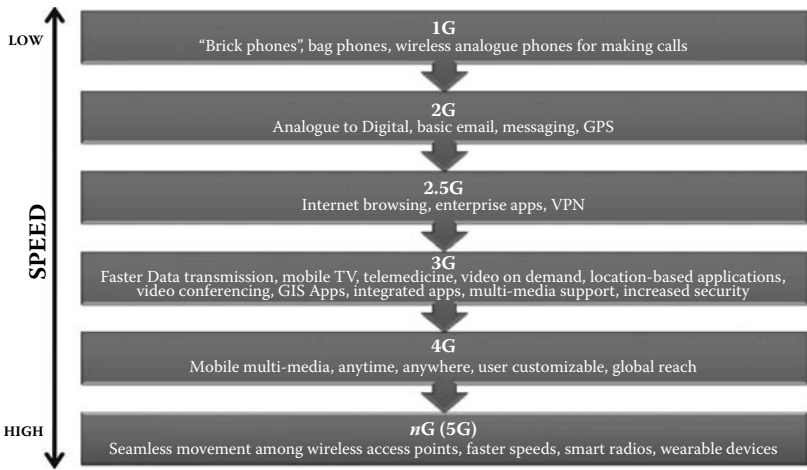 LOW
1G
“Brick phones”, bag phones, wireless analogue phones for making calls
2G
Analogue to Digital, basic email, messaging, GPS
2.5G
Internet browsing, enterprise apps, VPN
SPEED
3G
Faster Data transmission, mobile TV, telemedicine, video on demand, location-based applications,
video conferencing, GIS Apps, integrated apps, multi-media support, increased security
4G
Mobile multi-media, anytime, anywhere, user customizable, global reach
HIGH
nG (5G)
Seamless movement among wireless access points, faster speeds, smart radios, wearable devices